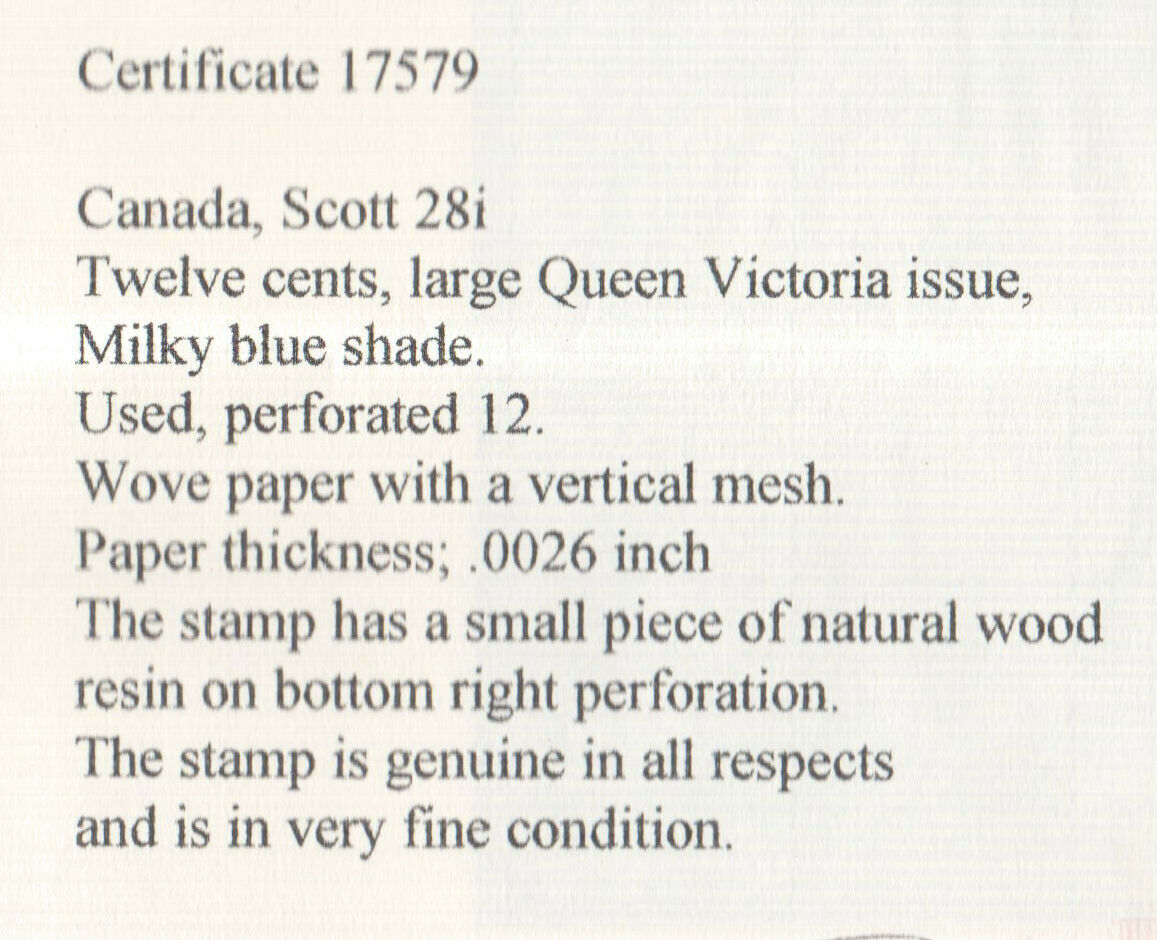 Certificate 17579
Canada, Scott 28i
Twelve cents, large Queen Victoria issue,
Milky blue shade.
Used, perforated 12.
Wove paper with a vertical mesh.
Paper thickness; .0026 inch
The stamp has a small piece of natural wood
resin on bottom right perforation.
The stamp is genuine in all respects
and is in very fine condition.